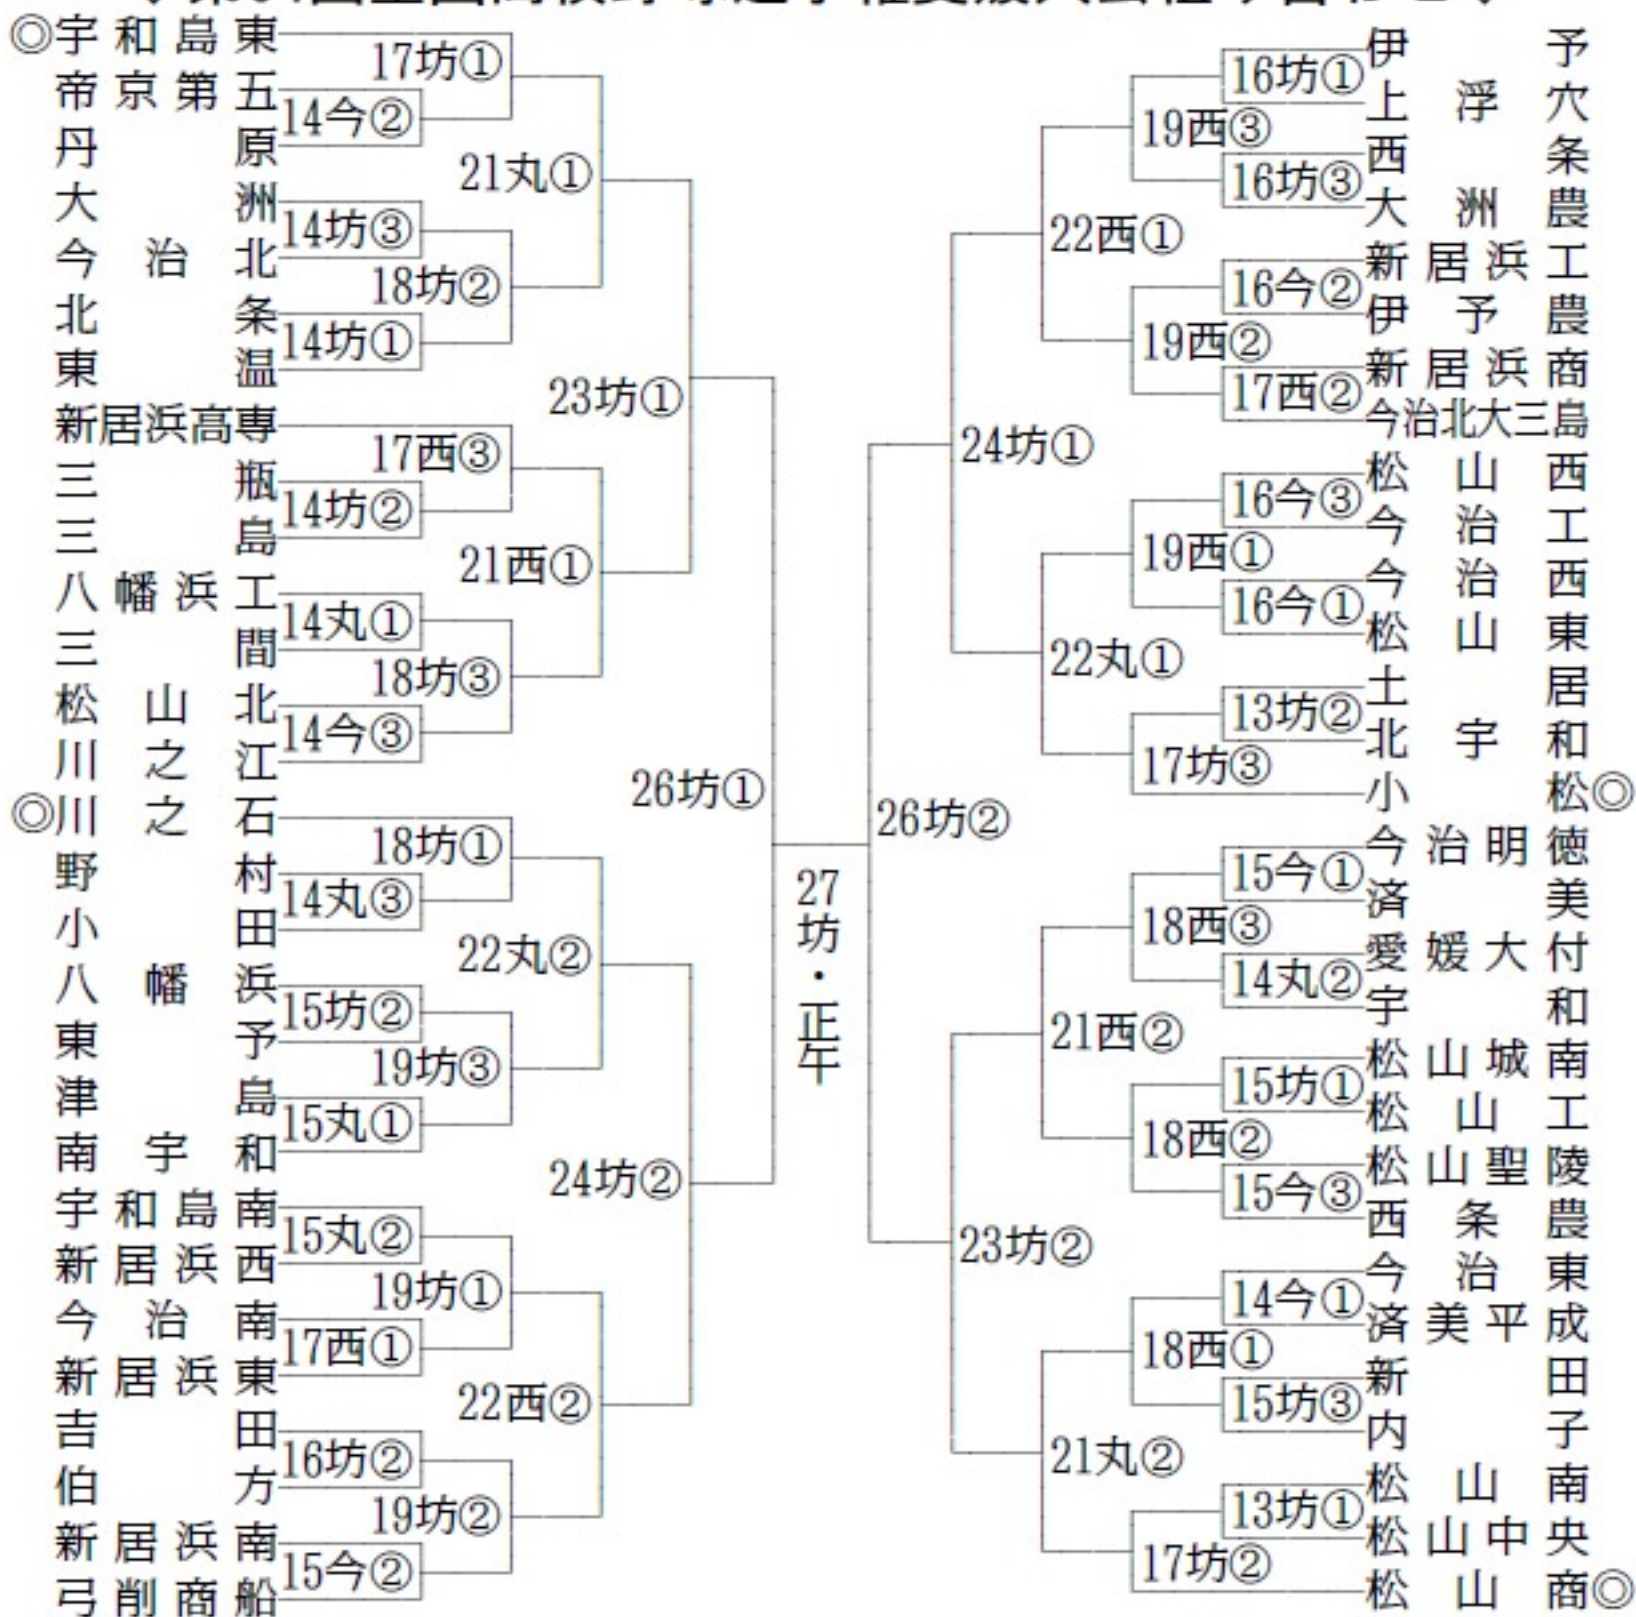 ◎宇和島東
帝京第五
丹原
大洲
今治北
北条
東温
新居浜高専
三瓶
三島
八幡浜工
三間
松山北
川之江
◎川之石
野村
小田
八幡浜
東予
津島
南宇和
宇和島南
新居浜西
今治南
新居浜東
吉田
伯方
新居浜南
弓削商船
14今②
14坊③
14坊①
14坊②
14丸①
14今③
14丸③
15坊②
15丸①
15丸②
17西①
16坊②
15今②
17坊①
18坊②
17西③
18坊③
18坊①
19坊③
19坊①
19坊②
21丸①
21西①
22丸②
22西②
23坊①
24坊②
26坊①
27坊・正午
26坊②
24坊①
23坊②
22西①
22丸①
21西②
21丸②
19西③
19西②
19西①
17坊③
18西③
18西②
18西①
17坊②
16坊①
16坊③
16今②
17西②
16今③
16今①
13坊②
15今①
14丸②
15坊①
15今③
14今①
15坊③
13坊①
伊予
上浮穴
西条
大洲農
新居浜工
伊予農
新居浜商
今治北大三島
松山西
今治工
今治西
松山東
土居
北宇和
小松◎
今治明徳
済美
愛媛大付
宇和
松山城南
松山工
松山聖陵
西条農
今治東
済美平成
新田
内子
松山南
松山中央
松山商◎